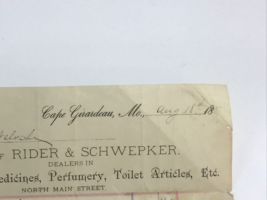 Cape Girardeau, Mo., Aug 18th 18
F RIDER & SCHWEPKER.
DEALERS IN
edicines, Perfumery, Toilet Articles, Etc.
NORTH MAIN STREET